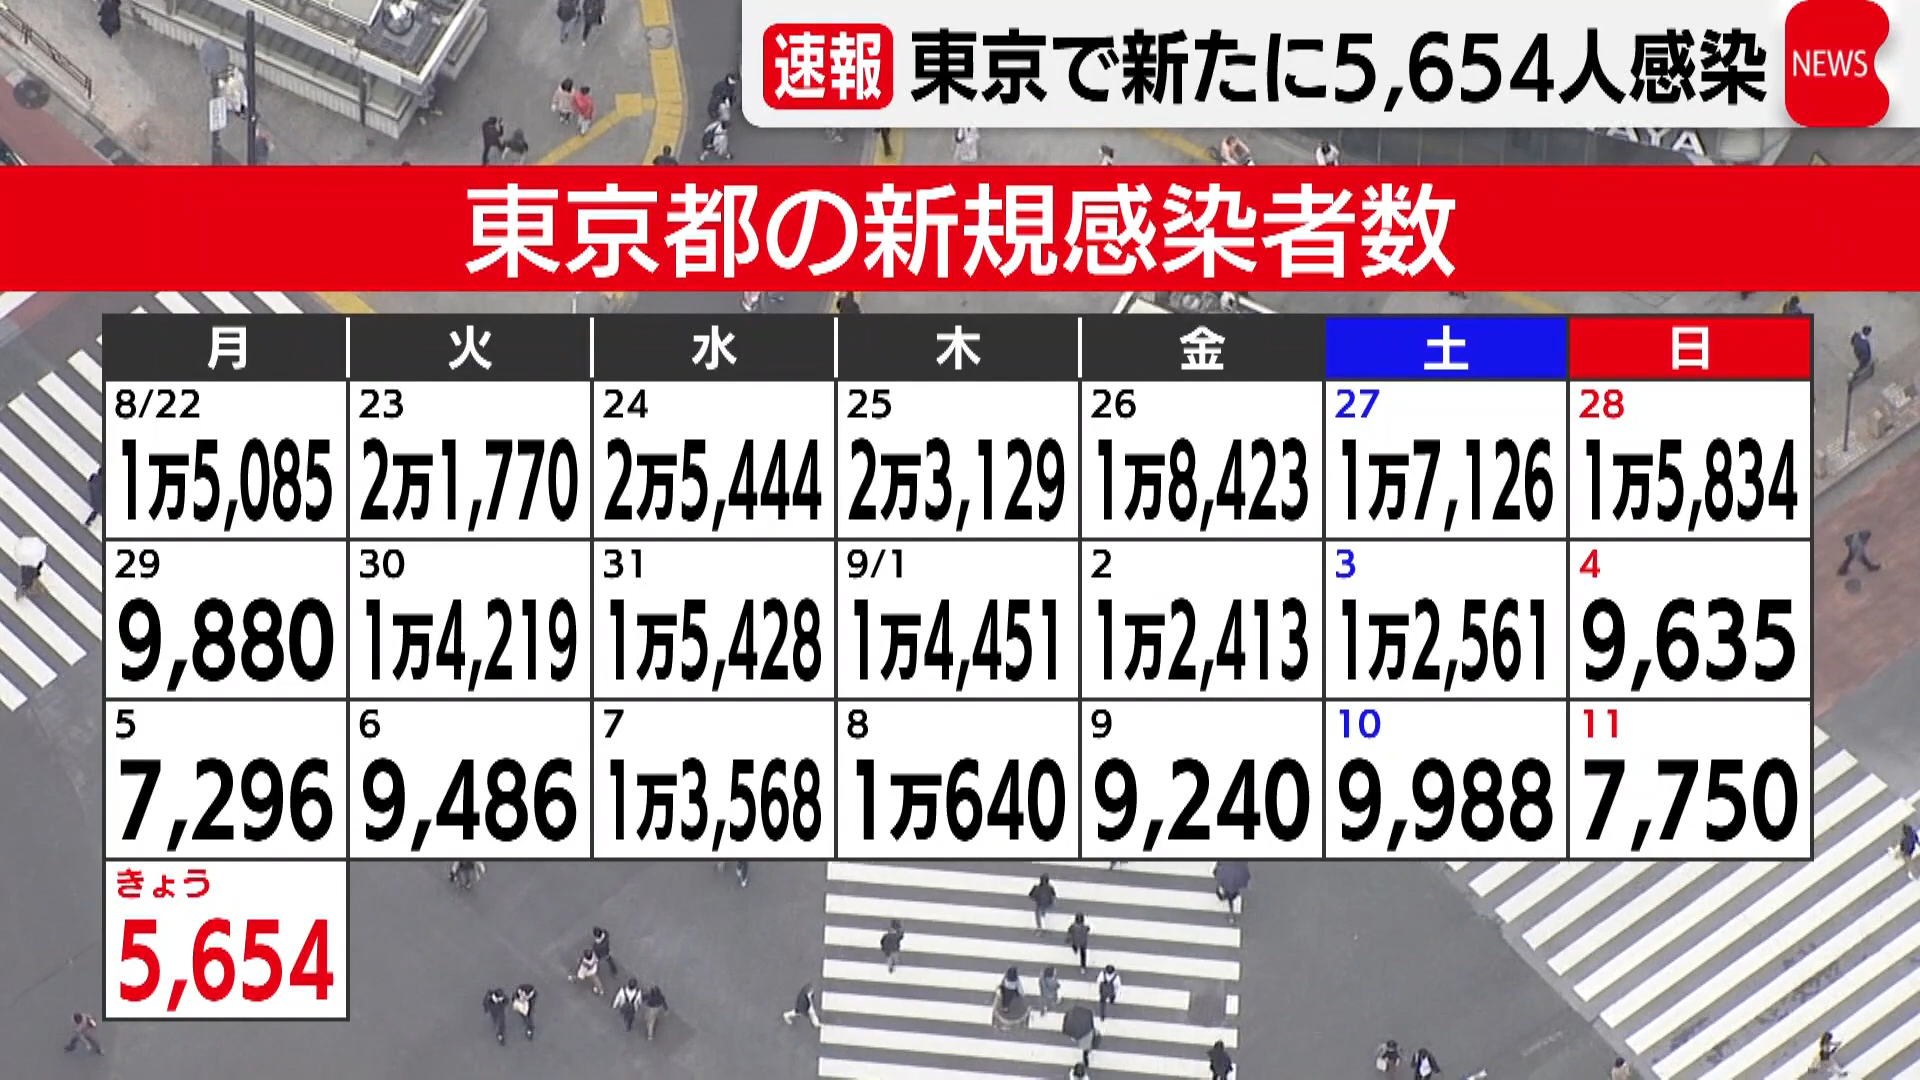 速報 東京で新たに5,654人感染 NEWS
東京都の新規感染者数
月 火 水 木 金 土 日
8/22 23 24 25 26 27 28
1万5,085 2万1,770 2万5,444 2万3,129 1万8,423 1万7,126 1万5,834
29 30 31 9/1 2 3 4
9,880 1万4,219 1万5,428 1万4,451 1万2,413 1万2,561 9,635
5 6 7 8 9 10 11
7,296 9,486 1万3,568 1万640 9,240 9,988 7,750
きょう
5,654